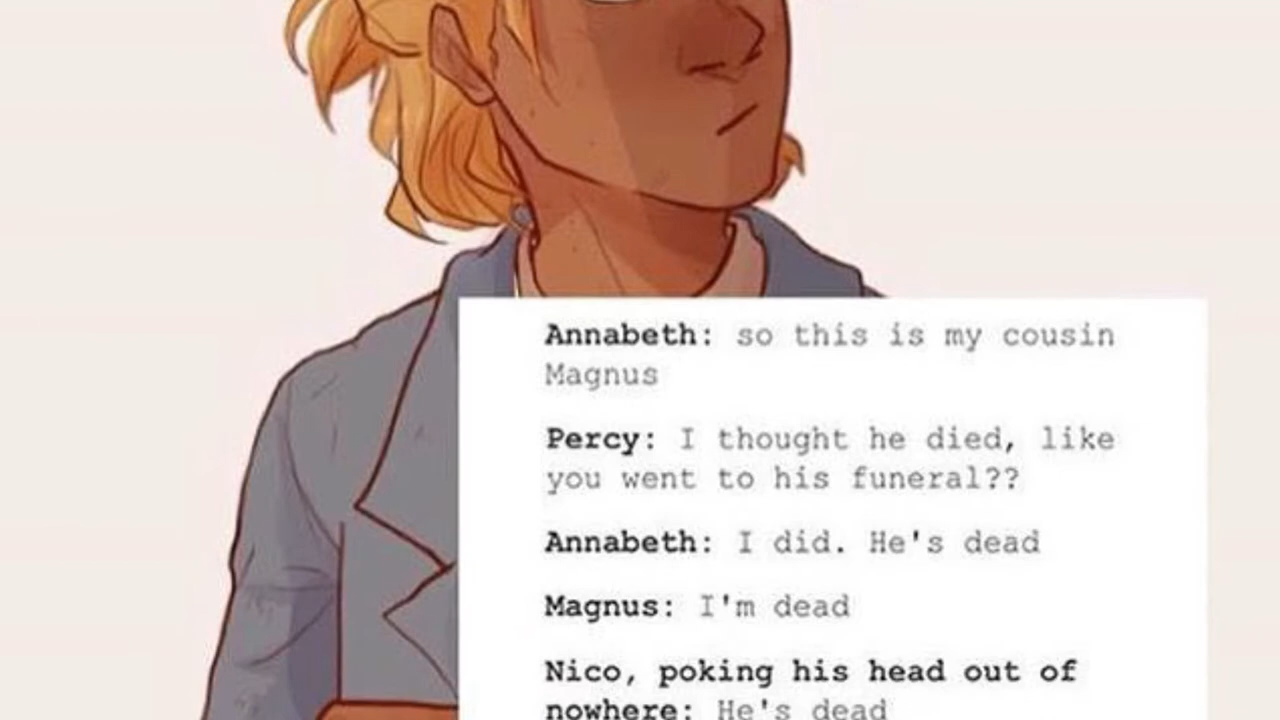 Annabeth: so this is my cousin
Magnus
Percy: I thought he died, like
you went to his funeral??
Annabeth: I did. He's dead
Magnus: I'm dead
Nico, poking his head out of
nowhere: He's dead